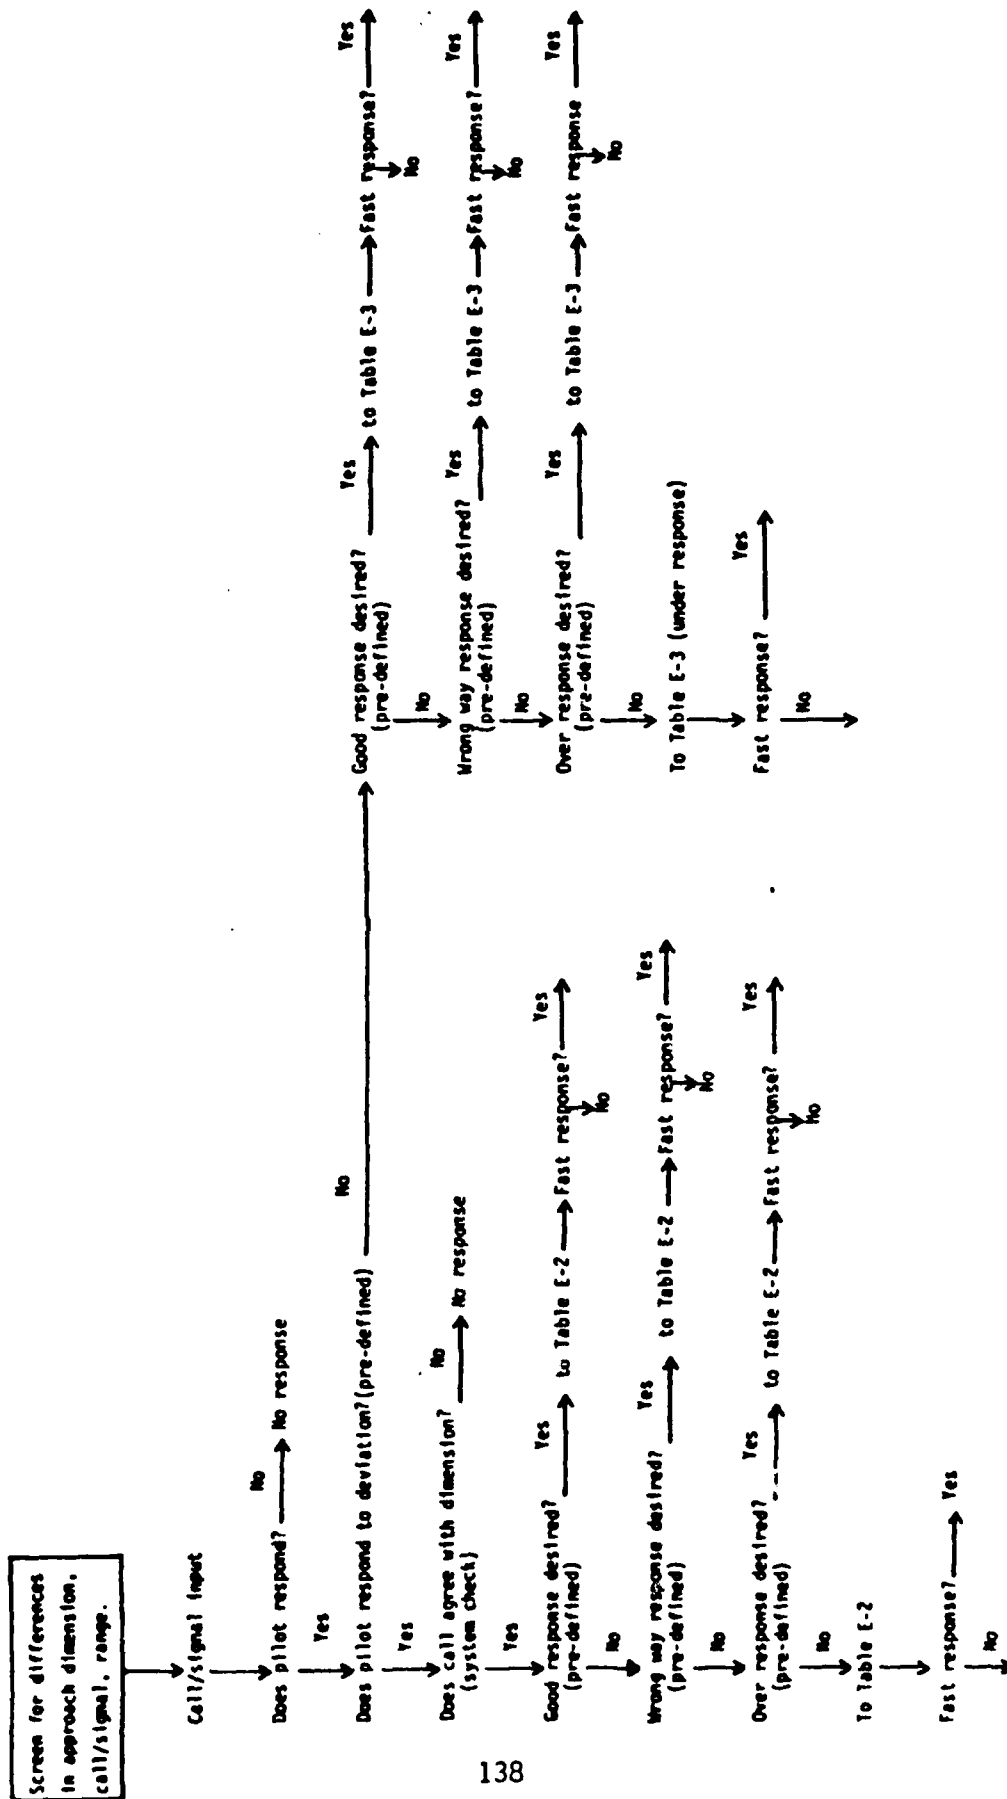 Screen for differences
in approach dimension,
call/signal, range.
Call/signal input
Does pilot respond?
No
No response
Yes
Does pilot respond to deviation?(pre-defined)
No
Yes
Does call agree with dimension?
(system check)
No
No response
Yes
Good response desired?
(pre-defined)
Yes
to Table E-2
Fast response?
Yes
No
No
Wrong way response desired?
(pre-defined)
Yes
to Table E-2
Fast response?
Yes
No
No
Over response desired?
(pre-defined)
Yes
to Table E-2
Fast response?
Yes
No
No
To Table E-2
Fast response?
Yes
No
Good response desired?
(pre-defined)
Yes
to Table E-3
Fast response?
Yes
No
No
Wrong way response desired?
(pre-defined)
Yes
to Table E-3
Fast response?
Yes
No
No
Over response desired?
(pre-defined)
Yes
to Table E-3
Fast response
Yes
No
No
To Table E-3 (under response)
Fast response?
Yes
No
138